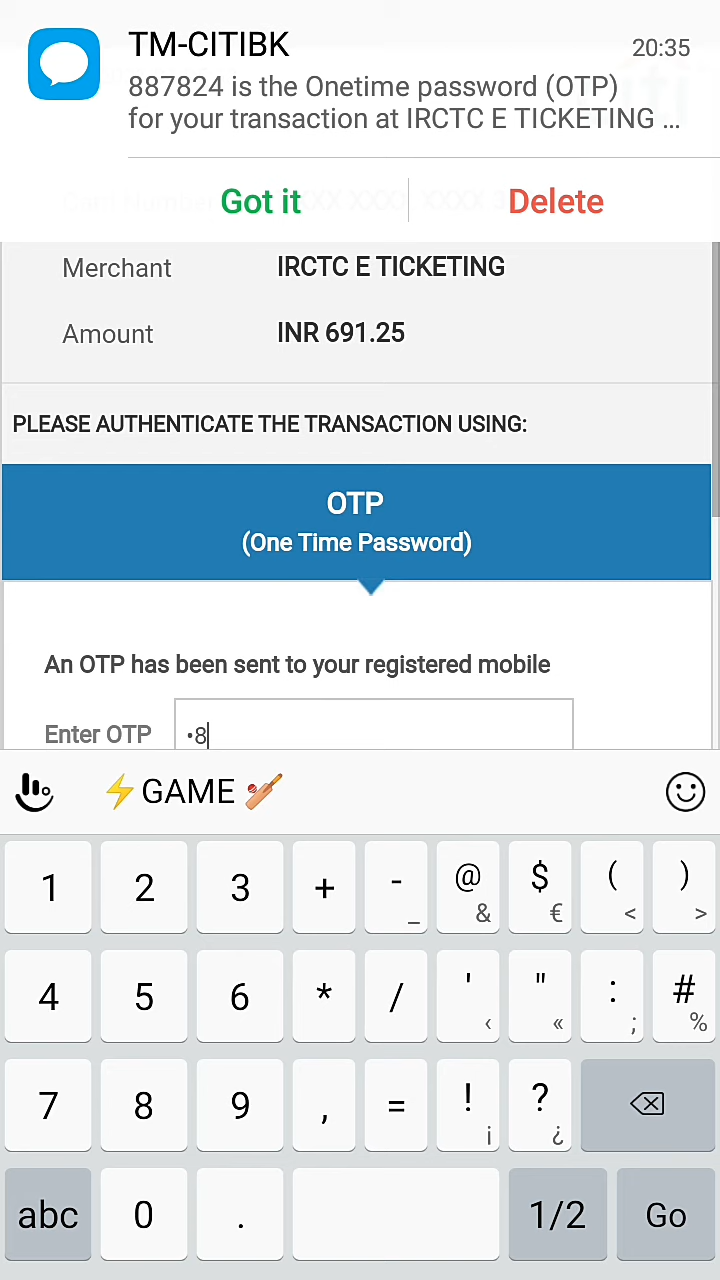 TM-CITIBK
20:35
887824 is the Onetime password (OTP)
for your transaction at IRCTC E TICKETING ...
Got it
Delete
Merchant IRCTC E TICKETING
Amount INR 691.25
PLEASE AUTHENTICATE THE TRANSACTION USING:
OTP
(One Time Password)
An OTP has been sent to your registered mobile
Enter OTP •8
⚡GAME 🏏
1 2 3 + - _ @ & $ € ( < ) >
4 5 6 * / ' ‹ " « : ; # %
7 8 9 , = ! ¡ ? ¿
abc 0 . 1/2 Go